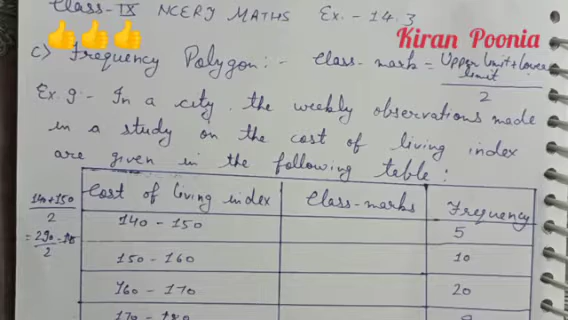 Class-IX NCERT MATHS Ex.-14.3
Kiran Poonia
c) Frequency Polygon:- Class-mark = Upper limit+lower limit / 2
Ex 9:- In a city, the weekly observations made
in a study on the cost of living index
are given in the following table:
Cost of living index Class-marks Frequency
140+150 / 2
140 - 150 5
= 290 / 2
150 - 160 10
160 - 170 20
170 - 180